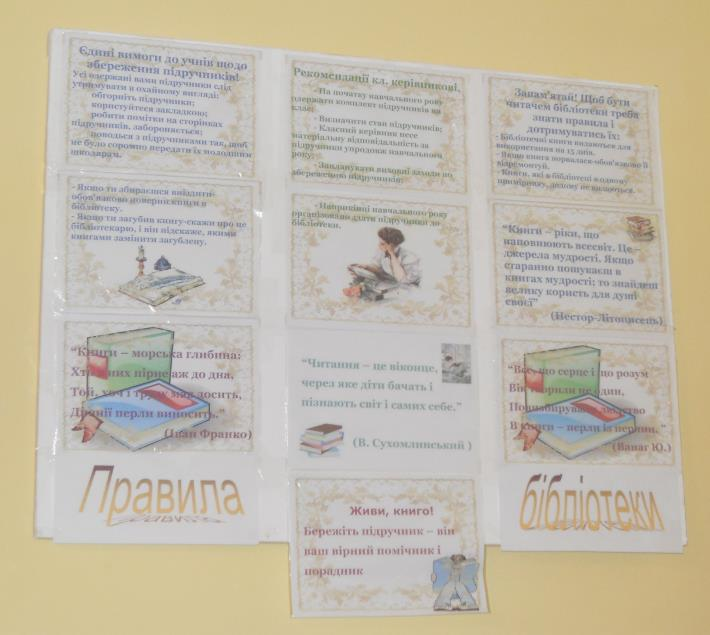 Єдині вимоги до учнів щодо
збереження підручників!
Усі одержані вами підручники слід
утримувати в охайному вигляді:
обгорніть підручники;
користуйтеся закладкою;
робити помітки на сторінках
підручників, забороняється;
поводься з підручниками так, щоб
не було соромно передати їх молодшим
школярам.
- Якщо ти збираєшся виїздити-
обов'язково поверни книги в
бібліотеку.
- Якщо ти загубив книгу-скажи про це
бібліотекарю, і він підскаже, якими
книгами замінити загублену.
"Книги – морська глибина:
Хто в них пірне аж до дна,
Той, хоч і труду мав досить,
Дивнії перли виносить."
(Іван Франко)
Правила
Рекомендації кл. керівникові.
- На початку навчального року
одержати комплект підручників на
клас;
- Визначити стан підручників;
- Класний керівник несе
матеріальну відповідальність за
підручники упродовж навчального
року;
- Запланувати виховні заходи по
збереженню підручників;
- Наприкінці навчального року
організовано здати підручники до
бібліотеки.
"Читання – це віконце,
через яке діти бачать і
пізнають світ і самих себе."
(В. Сухомлинський )
Живи, книго!
Бережіть підручник – він
ваш вірний помічник і
порадник
Запам'ятай! Щоб бути
читачем бібліотеки треба
знати правила і
дотримуватись їх:
- Бібліотечні книги видаються для
використання на 15 днів.
- Якщо книга порвалася-обов'язково її
відремонтуй.
- Книги, які в бібліотеці в одному
примірнику, додому не видаються.
"Книги – ріки, що
наповнюють всесвіт. Це –
джерела мудрості. Якщо
старанно пошукаєш в
книгах мудрості; то знайдеш
велику користь для душі
своєї"
(Нестор-Літописець)
"Все, що серце і що розум
Вік творили не один,
Повизбирувало людство
В книги – перли із перлин."
(Ванаг Ю.)
бібліотеки